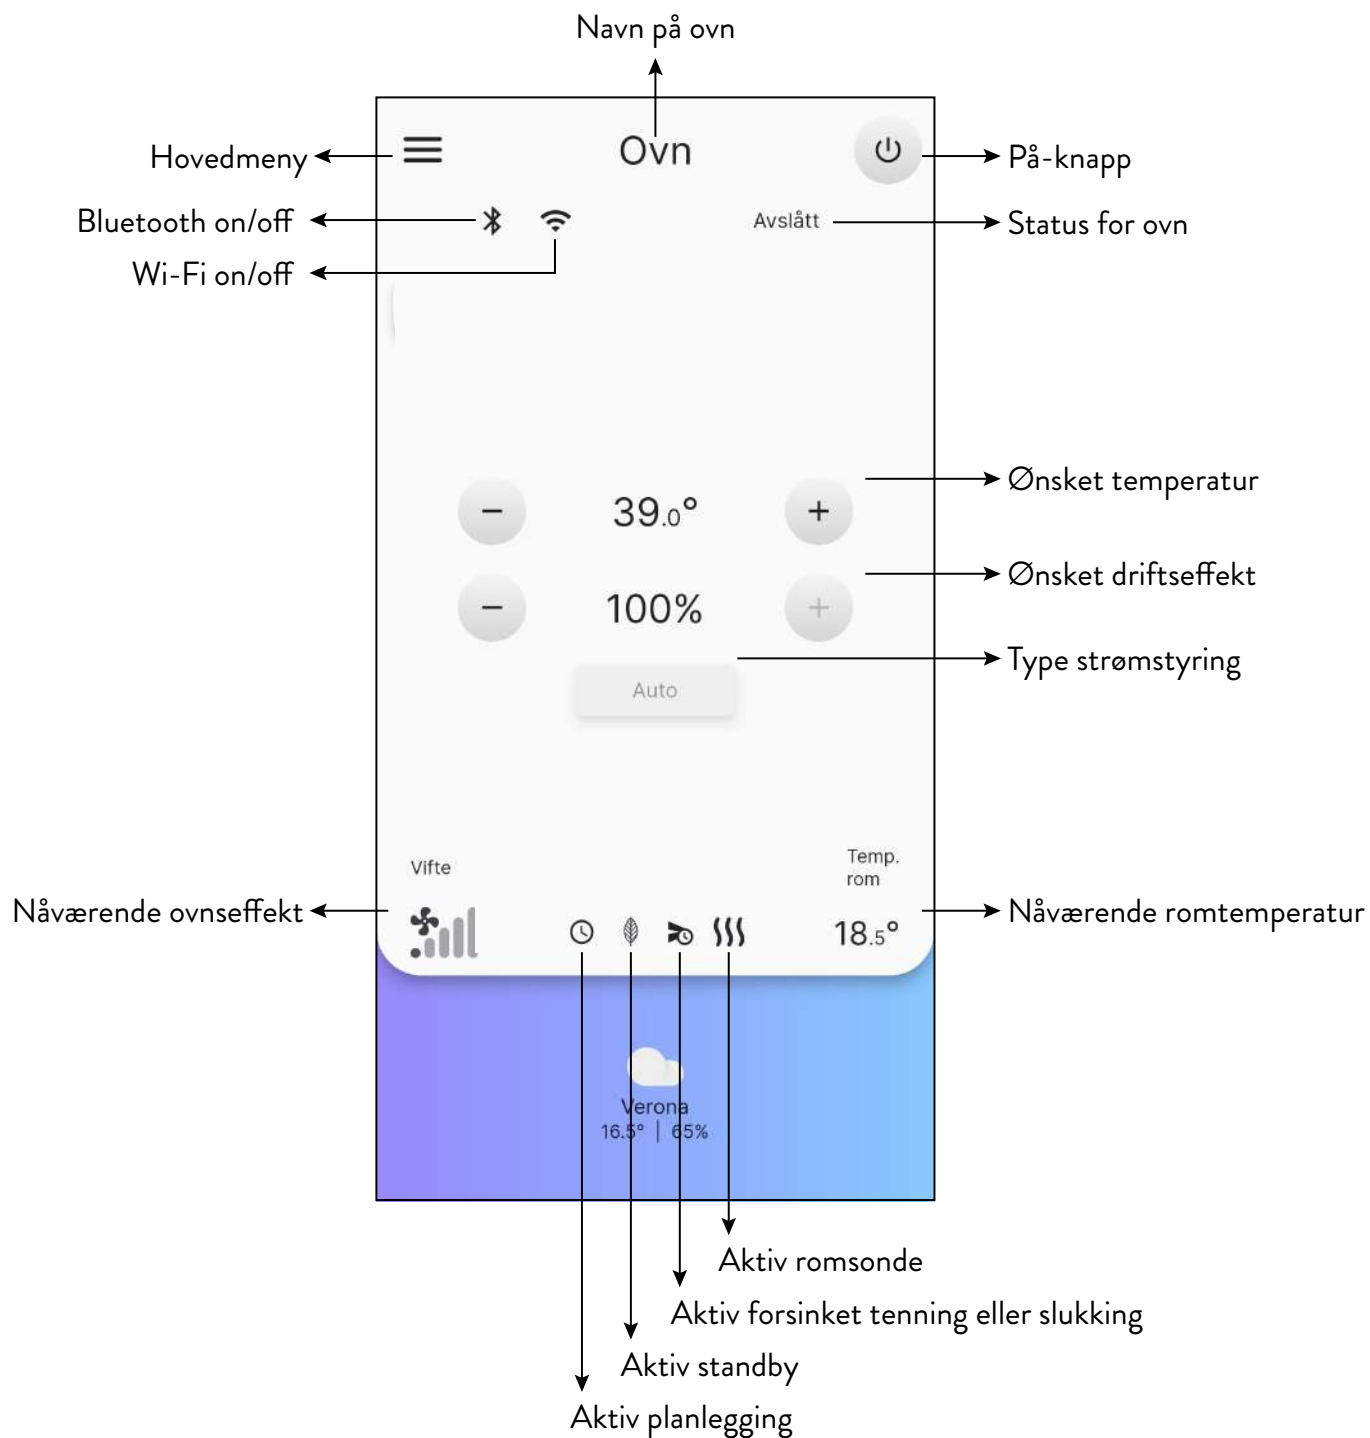 Navn på ovn
Hovedmeny
Ovn
På-knapp
Bluetooth on/off
Avslått
Status for ovn
Wi-Fi on/off
39.0°
Ønsket temperatur
100%
Ønsket driftseffekt
Type strømstyring
Auto
Vifte
Temp.
rom
Nåværende ovnseffekt
18.5°
Nåværende romtemperatur
Verona
16.5° | 65%
Aktiv romsonde
Aktiv forsinket tenning eller slukking
Aktiv standby
Aktiv planlegging